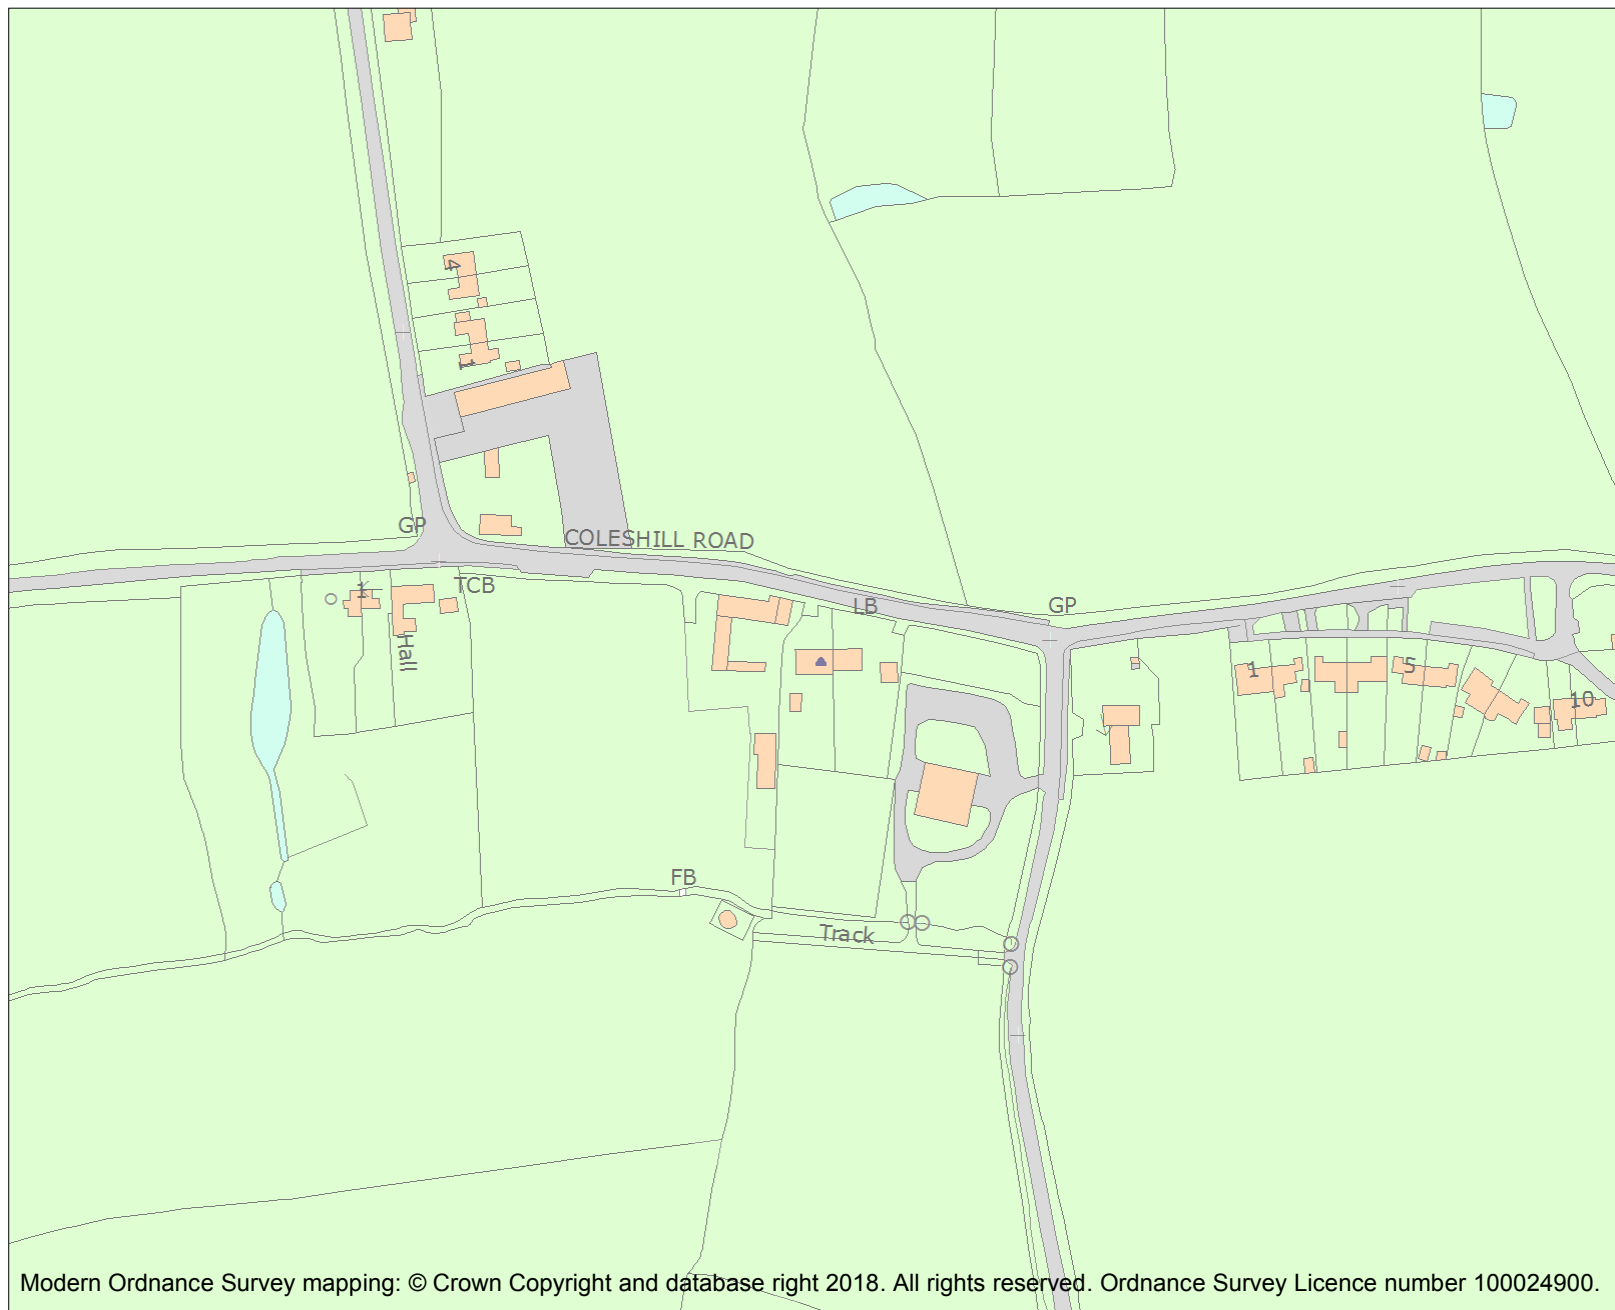 4
1
GP
COLESHILL ROAD
TCB
1
LB
GP
Hall
1
5
10
FB
Track
Modern Ordnance Survey mapping: © Crown Copyright and database right 2018. All rights reserved. Ordnance Survey Licence number 100024900.